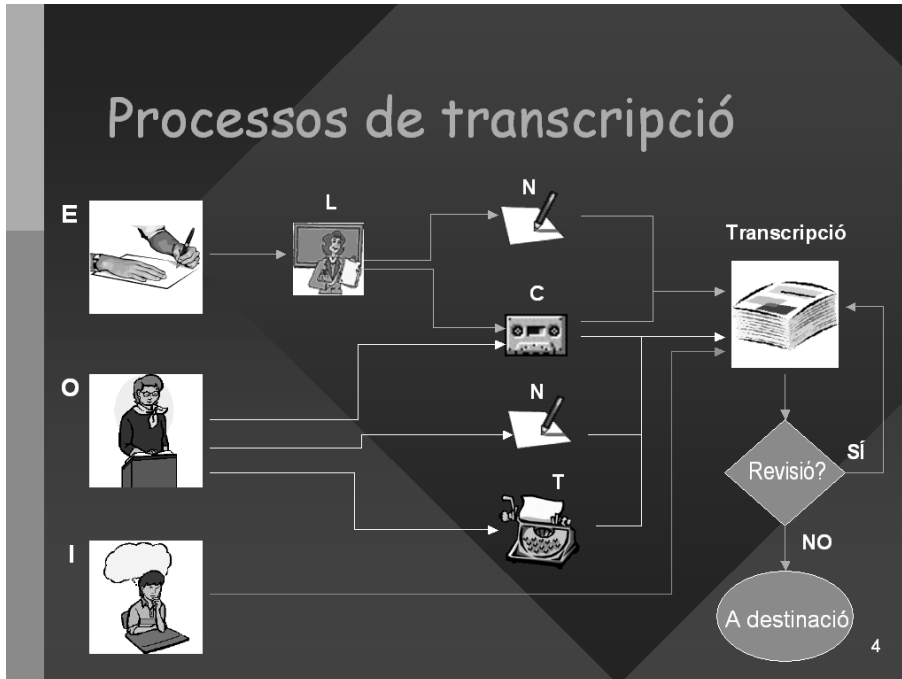 Processos de transcripció
E
L
N
Transcripció
C
O
N
SÍ
Revisió?
T
I
NO
A destinació
4